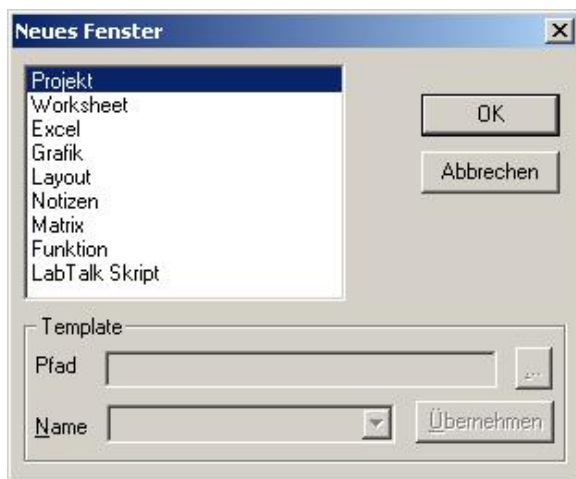 Neues Fenster
Projekt
Worksheet
Excel
Grafik
Layout
Notizen
Matrix
Funktion
LabTalk Skript
OK
Abbrechen
Template
Pfad
...
Name
Übernehmen